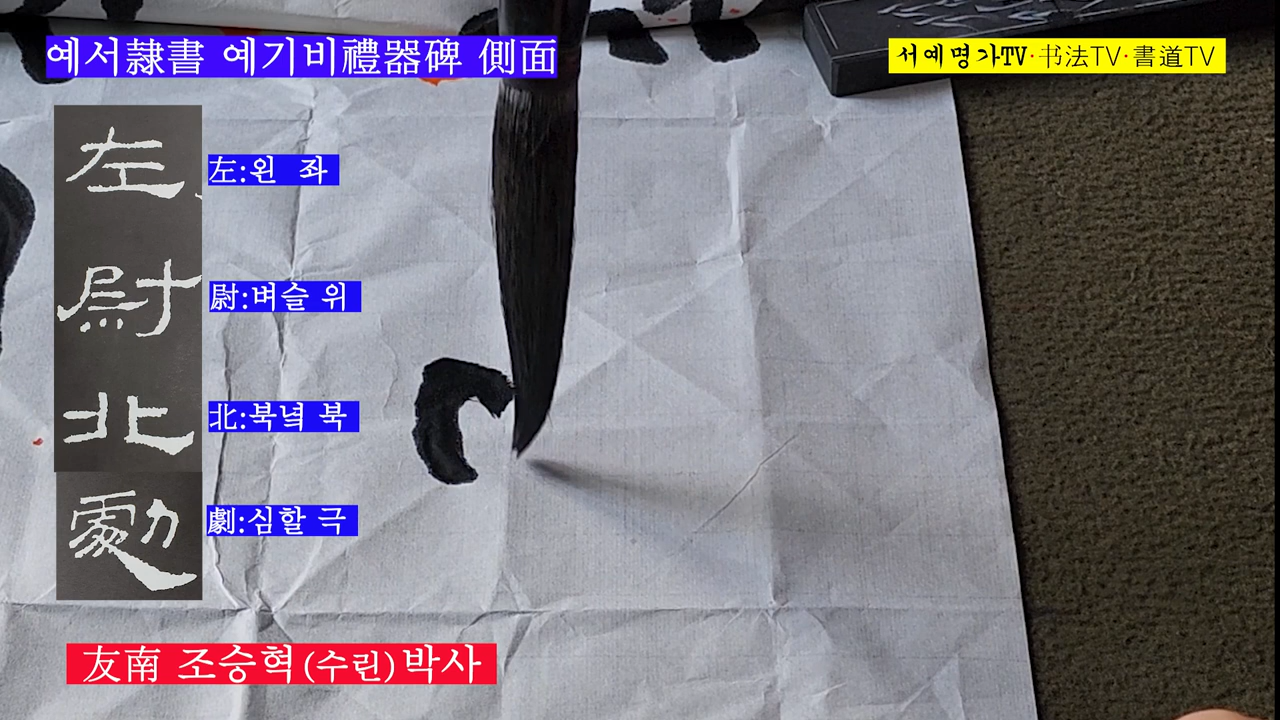 예서隷書 예기비禮器碑 側面
서예명가TV·书法TV·書道TV
左
左:왼 좌
尉
尉:벼슬 위
北
北:북녘 북
劇:심할 극
友南 조승혁(수린)박사